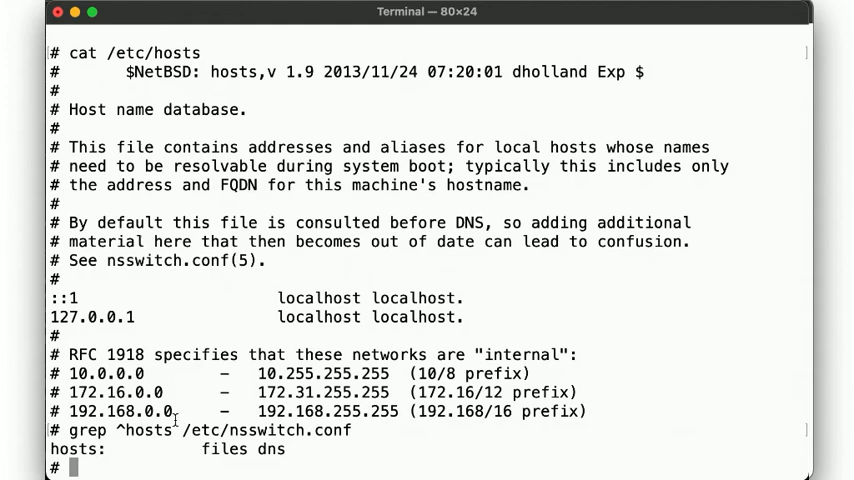 Terminal — 80×24
# cat /etc/hosts
#       $NetBSD: hosts,v 1.9 2013/11/24 07:20:01 dholland Exp $
#
# Host name database.
#
# This file contains addresses and aliases for local hosts whose names
# need to be resolvable during system boot; typically this includes only
# the address and FQDN for this machine's hostname.
#
# By default this file is consulted before DNS, so adding additional
# material here that then becomes out of date can lead to confusion.
# See nsswitch.conf(5).
#
::1                     localhost localhost.
127.0.0.1               localhost localhost.
#
# RFC 1918 specifies that these networks are "internal":
# 10.0.0.0        -   10.255.255.255  (10/8 prefix)
# 172.16.0.0      -   172.31.255.255  (172.16/12 prefix)
# 192.168.0.0     -   192.168.255.255 (192.168/16 prefix)
# grep ^hosts /etc/nsswitch.conf
hosts:          files dns
#